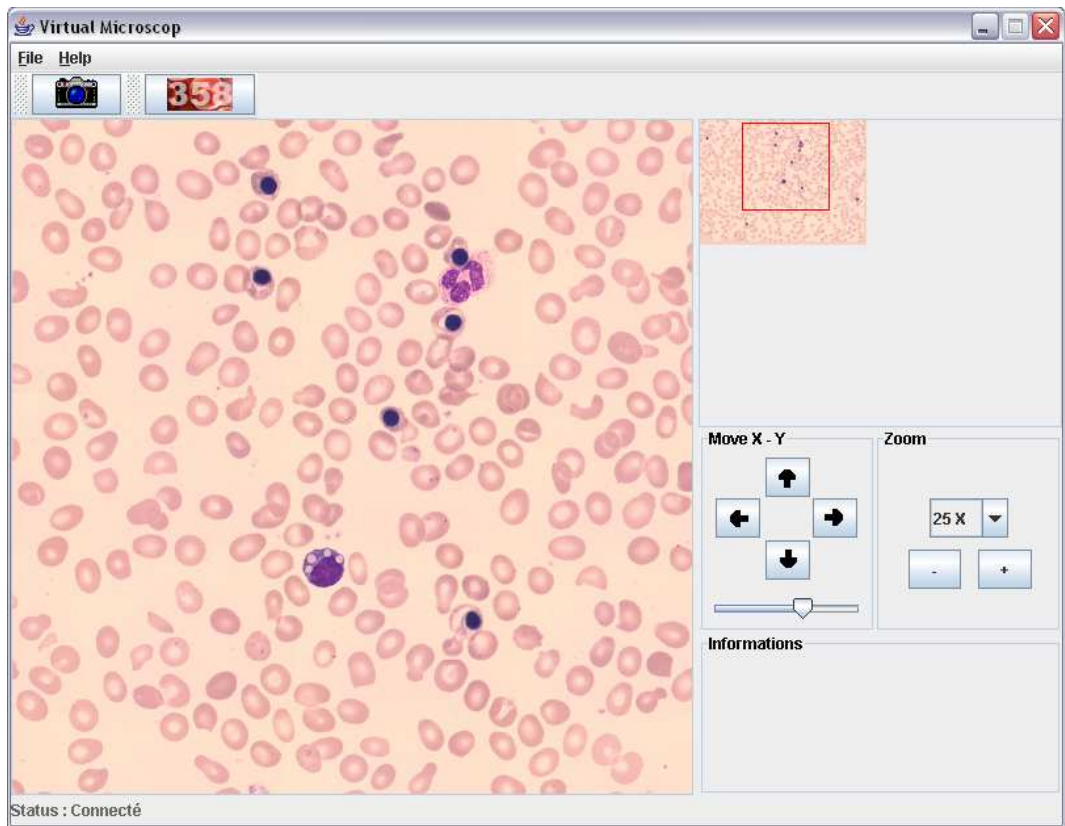 Virtual Microscop
File Help
358
Move X - Y
Zoom
25 X
- +
Informations
Status : Connecté